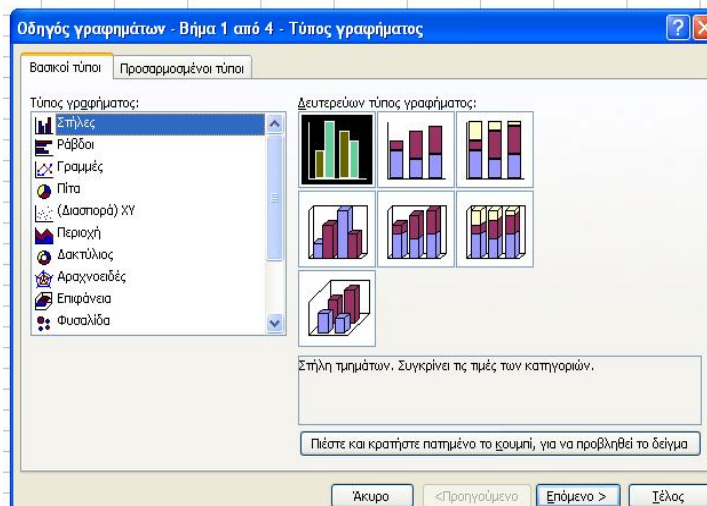 Οδηγός γραφημάτων - Βήμα 1 από 4 - Τύπος γραφήματος
Βασικοί τύποι
Προσαρμοσμένοι τύποι
Τύπος γραφήματος:
Στήλες
Ράβδοι
Γραμμές
Πίτα
(Διασπορά) XY
Περιοχή
Δακτύλιος
Αραχνοειδές
Επιφάνεια
Φυσαλίδα
Δευτερεύων τύπος γραφήματος:
Στήλη τμημάτων. Συγκρίνει τις τιμές των κατηγοριών.
Πιέστε και κρατήστε πατημένο το κουμπί, για να προβληθεί το δείγμα
Άκυρο
<Προηγούμενο
Επόμενο >
Τέλος